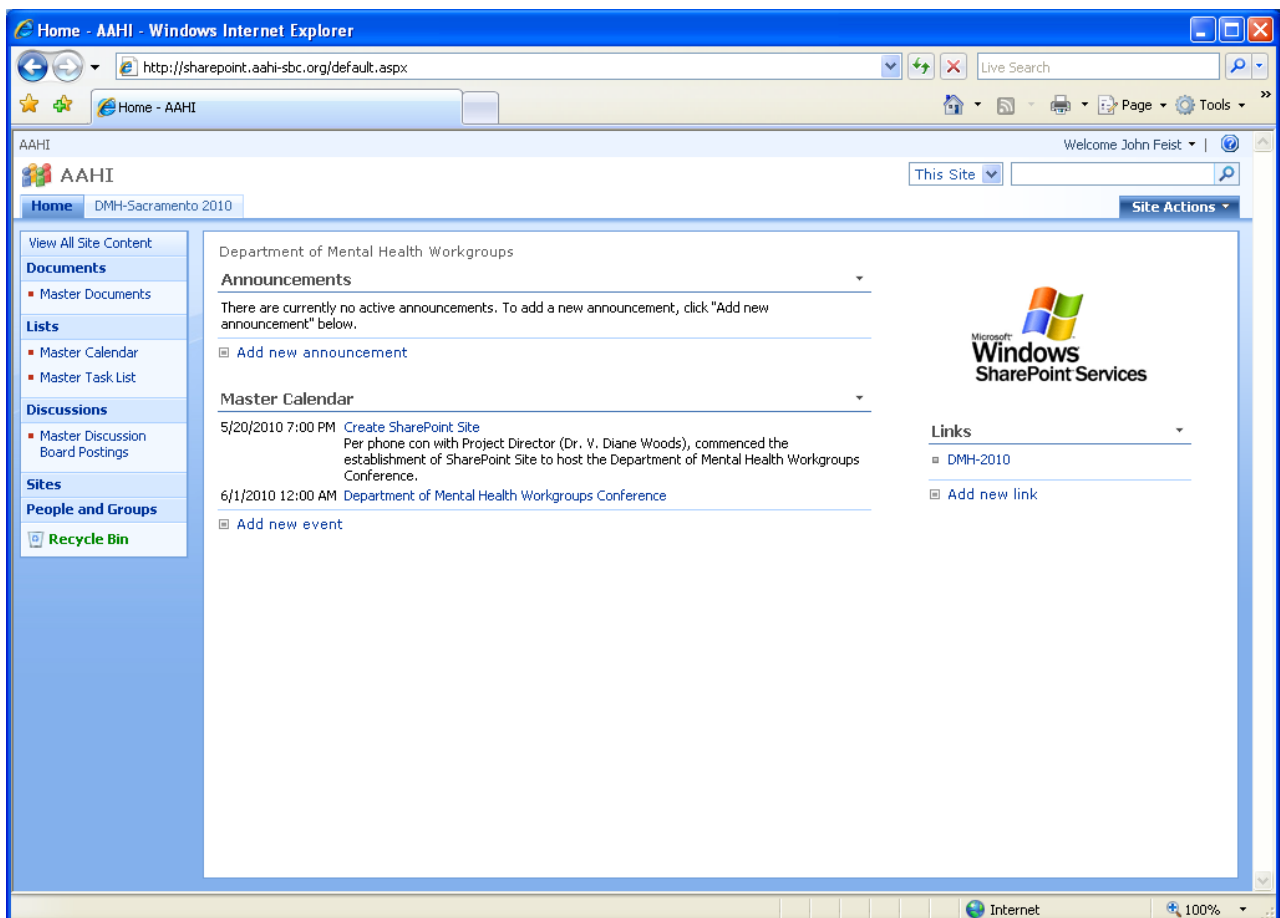 Home - AAHI - Windows Internet Explorer
http://sharepoint.aahi-sbc.org/default.aspx
Live Search
Home - AAHI
Page
Tools
»
AAHI
Welcome John Feist
|
AAHI
This Site
Home
DMH-Sacramento 2010
Site Actions
View All Site Content
Documents
Master Documents
Lists
Master Calendar
Master Task List
Discussions
Master Discussion
Board Postings
Sites
People and Groups
Recycle Bin
Department of Mental Health Workgroups
Announcements
There are currently no active announcements. To add a new announcement, click "Add new
announcement" below.
Add new announcement
Master Calendar
5/20/2010 7:00 PM Create SharePoint Site
Per phone con with Project Director (Dr. V. Diane Woods), commenced the
establishment of SharePoint Site to host the Department of Mental Health Workgroups
Conference.
6/1/2010 12:00 AM Department of Mental Health Workgroups Conference
Add new event
Microsoft
Windows
SharePoint Services
Links
DMH-2010
Add new link
Internet
100%